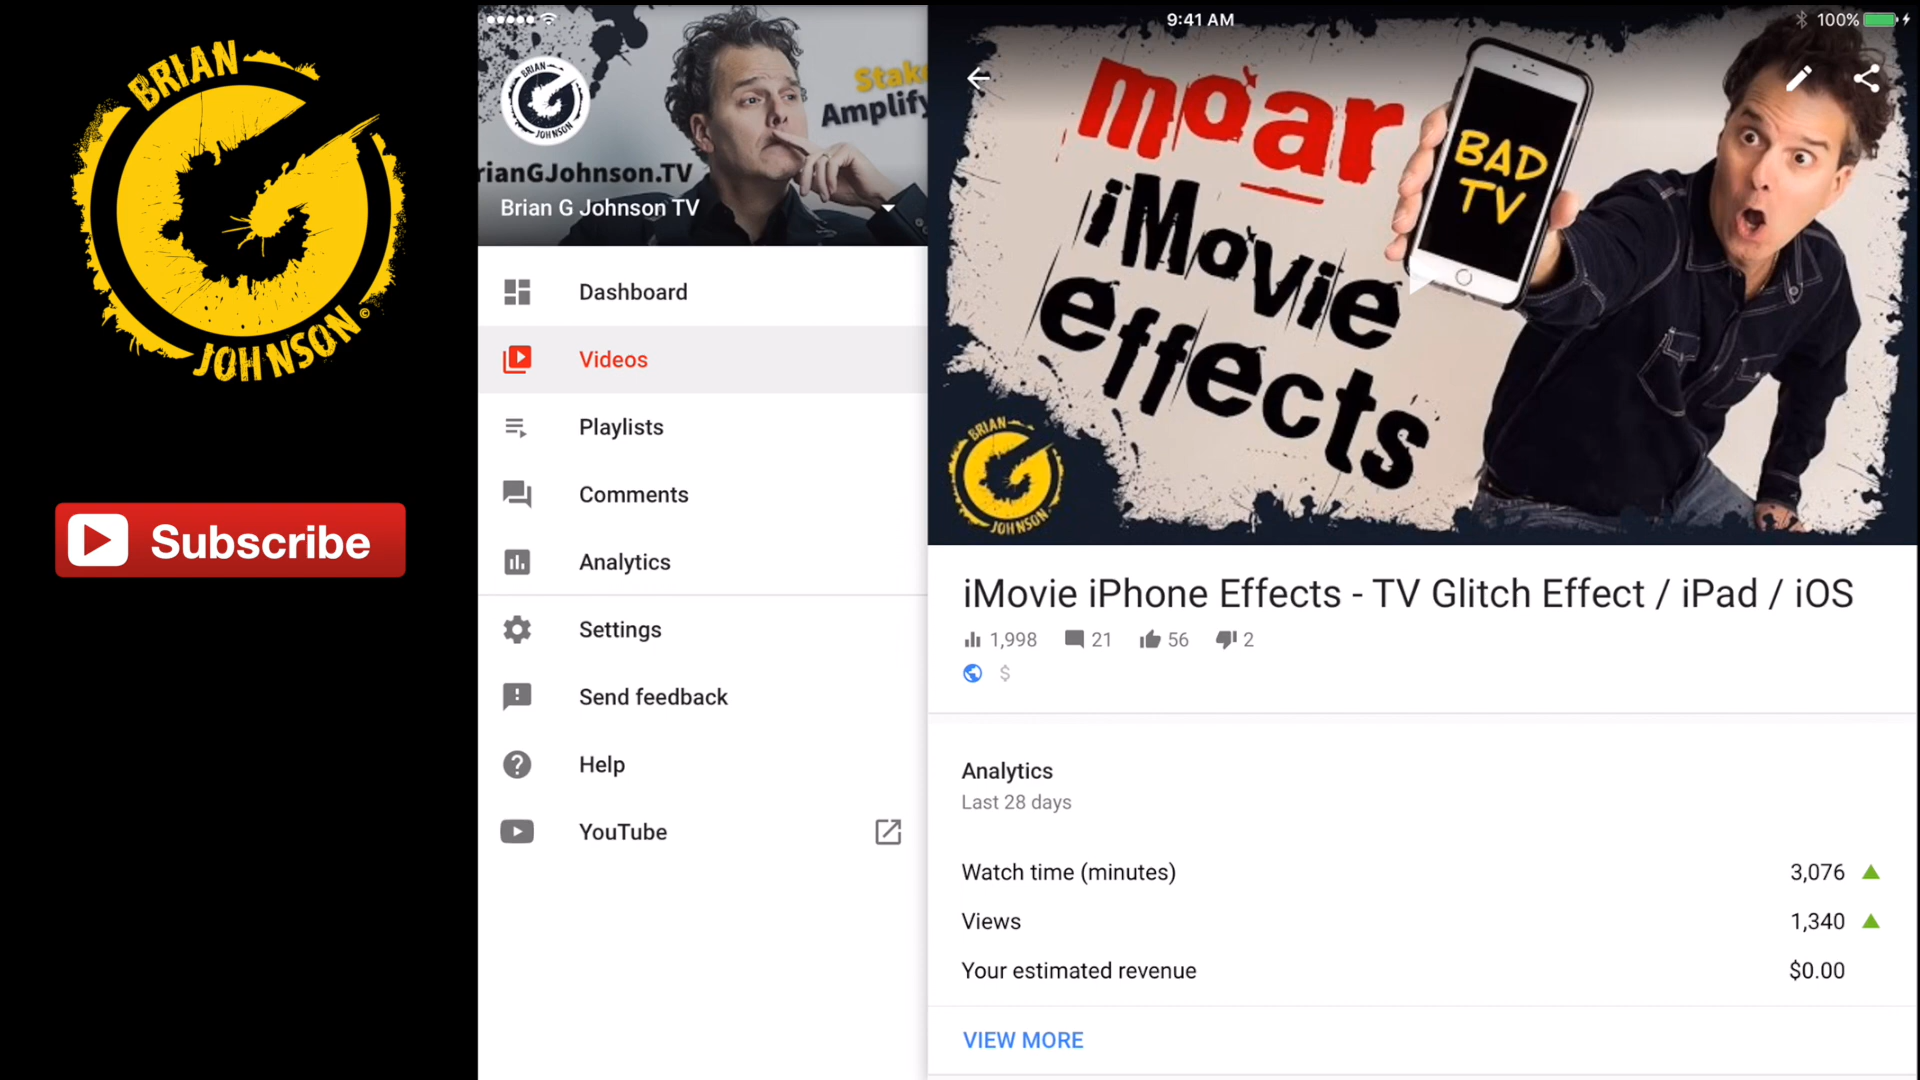 BRIAN
JOHNSON
©
Subscribe
BRIAN
JOHNSON
Stak
Amplify
rianGJohnson.TV
Brian G Johnson TV
Dashboard
Videos
Playlists
Comments
Analytics
Settings
Send feedback
Help
YouTube
9:41 AM
100%
moar
iMovie
effects
BAD
TV
BRIAN
JOHNSON
iMovie iPhone Effects - TV Glitch Effect / iPad / iOS
1,998 21 56 2
$
Analytics
Last 28 days
Watch time (minutes) 3,076
Views 1,340
Your estimated revenue $0.00
VIEW MORE